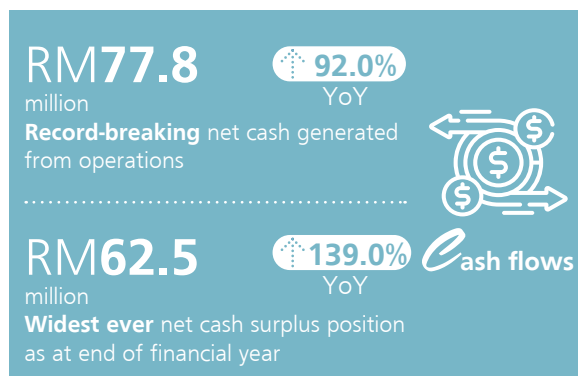 RM77.8
92.0%
million
YoY
Record-breaking net cash generated
from operations
RM62.5
139.0%
Cash flows
million
YoY
Widest ever net cash surplus position
as at end of financial year
$
$
$